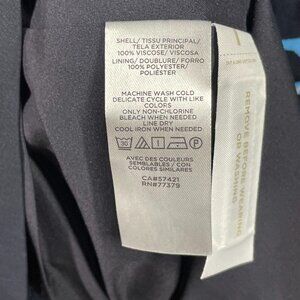 SHELL/ TISSU PRINCIPAL/
TELA EXTERIOR
100% VISCOSE/ VISCOSA
LINING/ DOUBLURE/ FORRO
100% POLYESTER/
POLIÉSTER
MACHINE WASH COLD
DELICATE CYCLE WITH LIKE
COLORS
ONLY NON-CHLORINE
BLEACH WHEN NEEDED
LINE DRY
COOL IRON WHEN NEEDED
30
P
AVEC DES COULEURS
SEMBLABLES / CON
COLORES SIMILARES
CA#57421
RN#77379
REMOVE BEFORE WEARING
OR WASHING